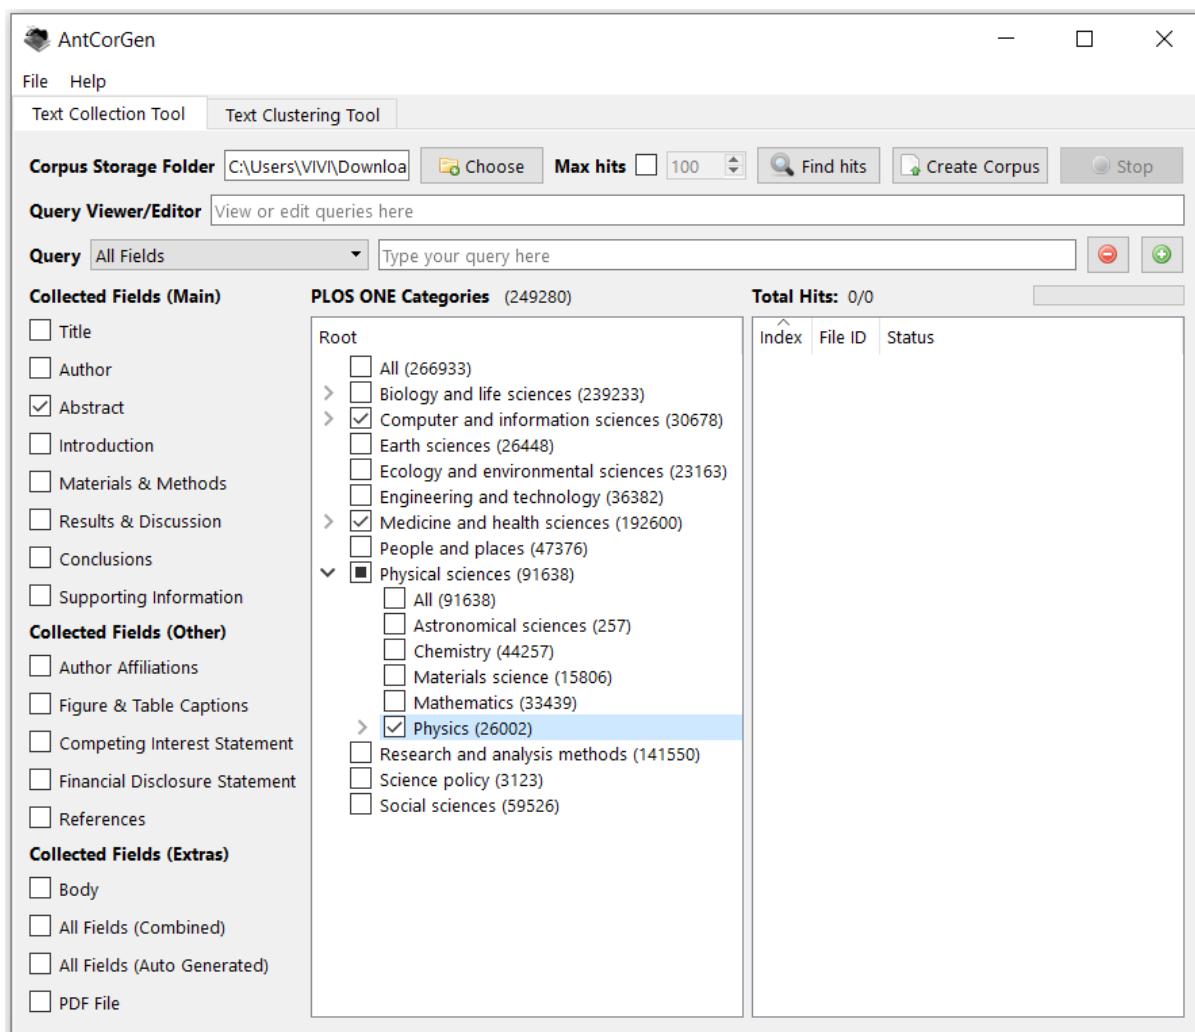 AntCorGen
File Help
Text Collection Tool Text Clustering Tool
Corpus Storage Folder C:\Users\VIVI\Downloa Choose Max hits 100 Find hits Create Corpus Stop
Query Viewer/Editor View or edit queries here
Query All Fields Type your query here
Collected Fields (Main)
Title
Author
Abstract
Introduction
Materials & Methods
Results & Discussion
Conclusions
Supporting Information
Collected Fields (Other)
Author Affiliations
Figure & Table Captions
Competing Interest Statement
Financial Disclosure Statement
References
Collected Fields (Extras)
Body
All Fields (Combined)
All Fields (Auto Generated)
PDF File
PLOS ONE Categories (249280)
Root
All (266933)
Biology and life sciences (239233)
Computer and information sciences (30678)
Earth sciences (26448)
Ecology and environmental sciences (23163)
Engineering and technology (36382)
Medicine and health sciences (192600)
People and places (47376)
Physical sciences (91638)
All (91638)
Astronomical sciences (257)
Chemistry (44257)
Materials science (15806)
Mathematics (33439)
Physics (26002)
Research and analysis methods (141550)
Science policy (3123)
Social sciences (59526)
Total Hits: 0/0
Index File ID Status